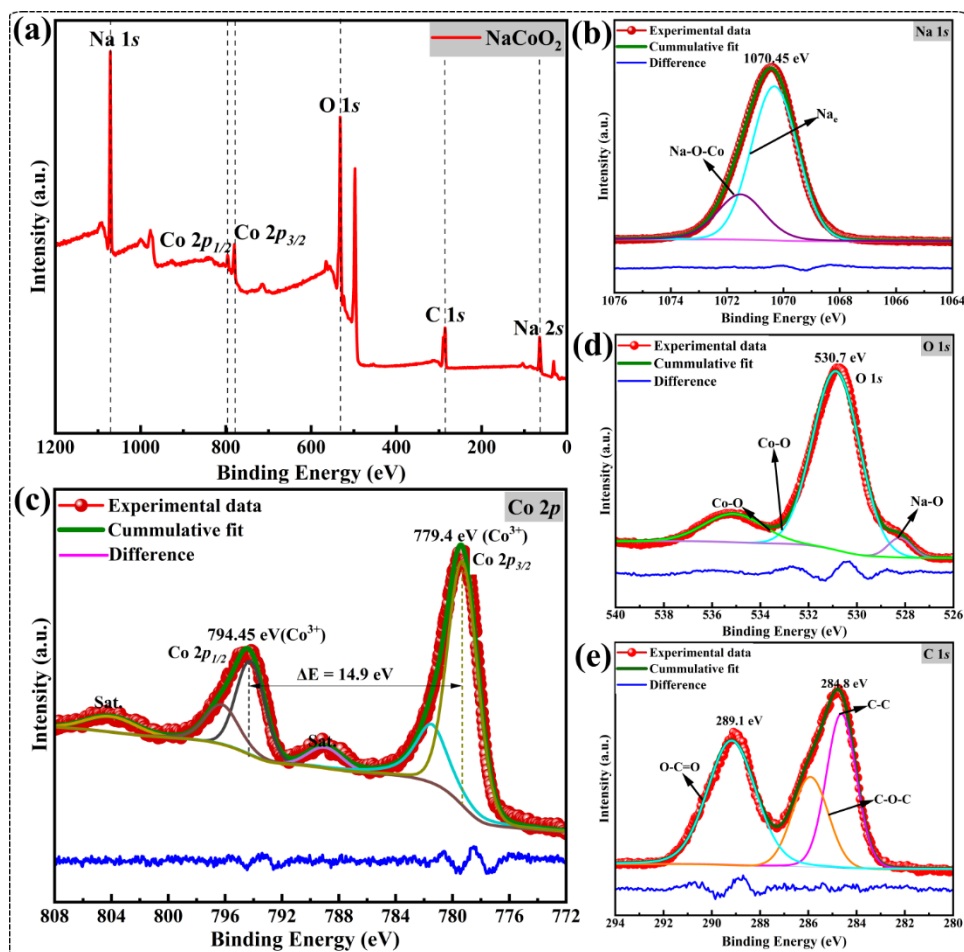 (a)
NaCoO₂
Na 1s
O 1s
Co 2p₁/₂
Co 2p₃/₂
C 1s
Na 2s
Intensity (a.u.)
1200 1000 800 600 400 200 0
Binding Energy (eV)
(b)
Experimental data
Cummulative fit
Difference
Na 1s
1070.45 eV
Naₑ
Na-O-Co
Intensity (a.u.)
1076 1074 1072 1070 1068 1066 1064
Binding Energy (eV)
(c)
Experimental data
Cummulative fit
Difference
Co 2p
779.4 eV (Co³⁺)
Co 2p₃/₂
794.45 eV(Co³⁺)
Co 2p₁/₂
ΔE = 14.9 eV
Sat.
Sat.
Intensity (a.u.)
808 802 796 790 784 778 772
Binding Energy (eV)
(d)
Experimental data
Cummulative fit
Difference
O 1s
530.7 eV
O 1s
Co-O
Co-O
Na-O
Intensity (a.u.)
540 538 536 534 532 530 528 526
Binding Energy (eV)
(e)
Experimental data
Cummulative fit
Difference
C 1s
284.8 eV
289.1 eV
C-C
O-C=O
C-O-C
Intensity (a.u.)
294 292 290 288 286 284 282 280
Binding Energy (eV)